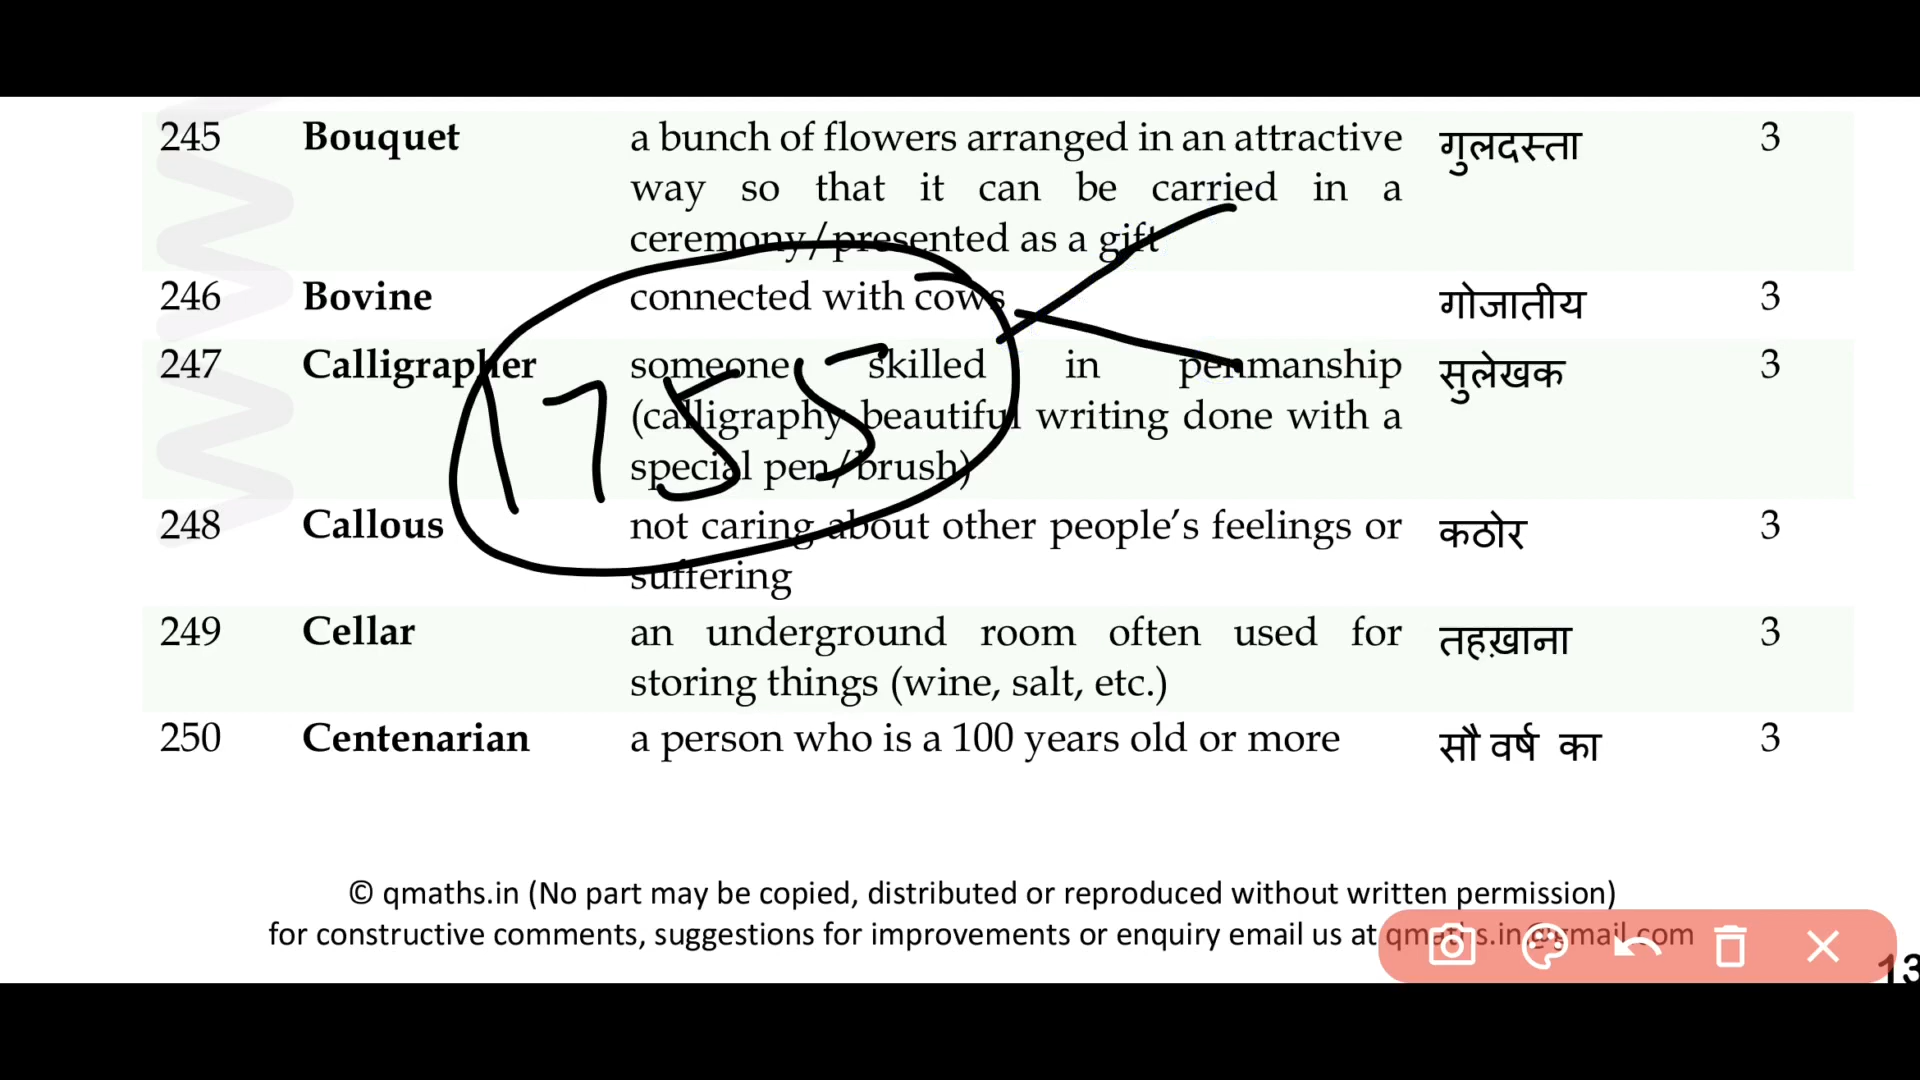 245 Bouquet a bunch of flowers arranged in an attractive गुलदस्ता 3
way so that it can be carried in a
ceremony/presented as a gift
246 Bovine connected with cows गोजातीय 3
247 Calligrapher someone skilled in penmanship सुलेखक 3
(calligraphy beautiful writing done with a
special pen/brush)
1755
248 Callous not caring about other people's feelings or कठोर 3
suffering
249 Cellar an underground room often used for तहख़ाना 3
storing things (wine, salt, etc.)
250 Centenarian a person who is a 100 years old or more सौ वर्ष का 3
© qmaths.in (No part may be copied, distributed or reproduced without written permission)
for constructive comments, suggestions for improvements or enquiry email us at qmaths.in@gmail.com
13